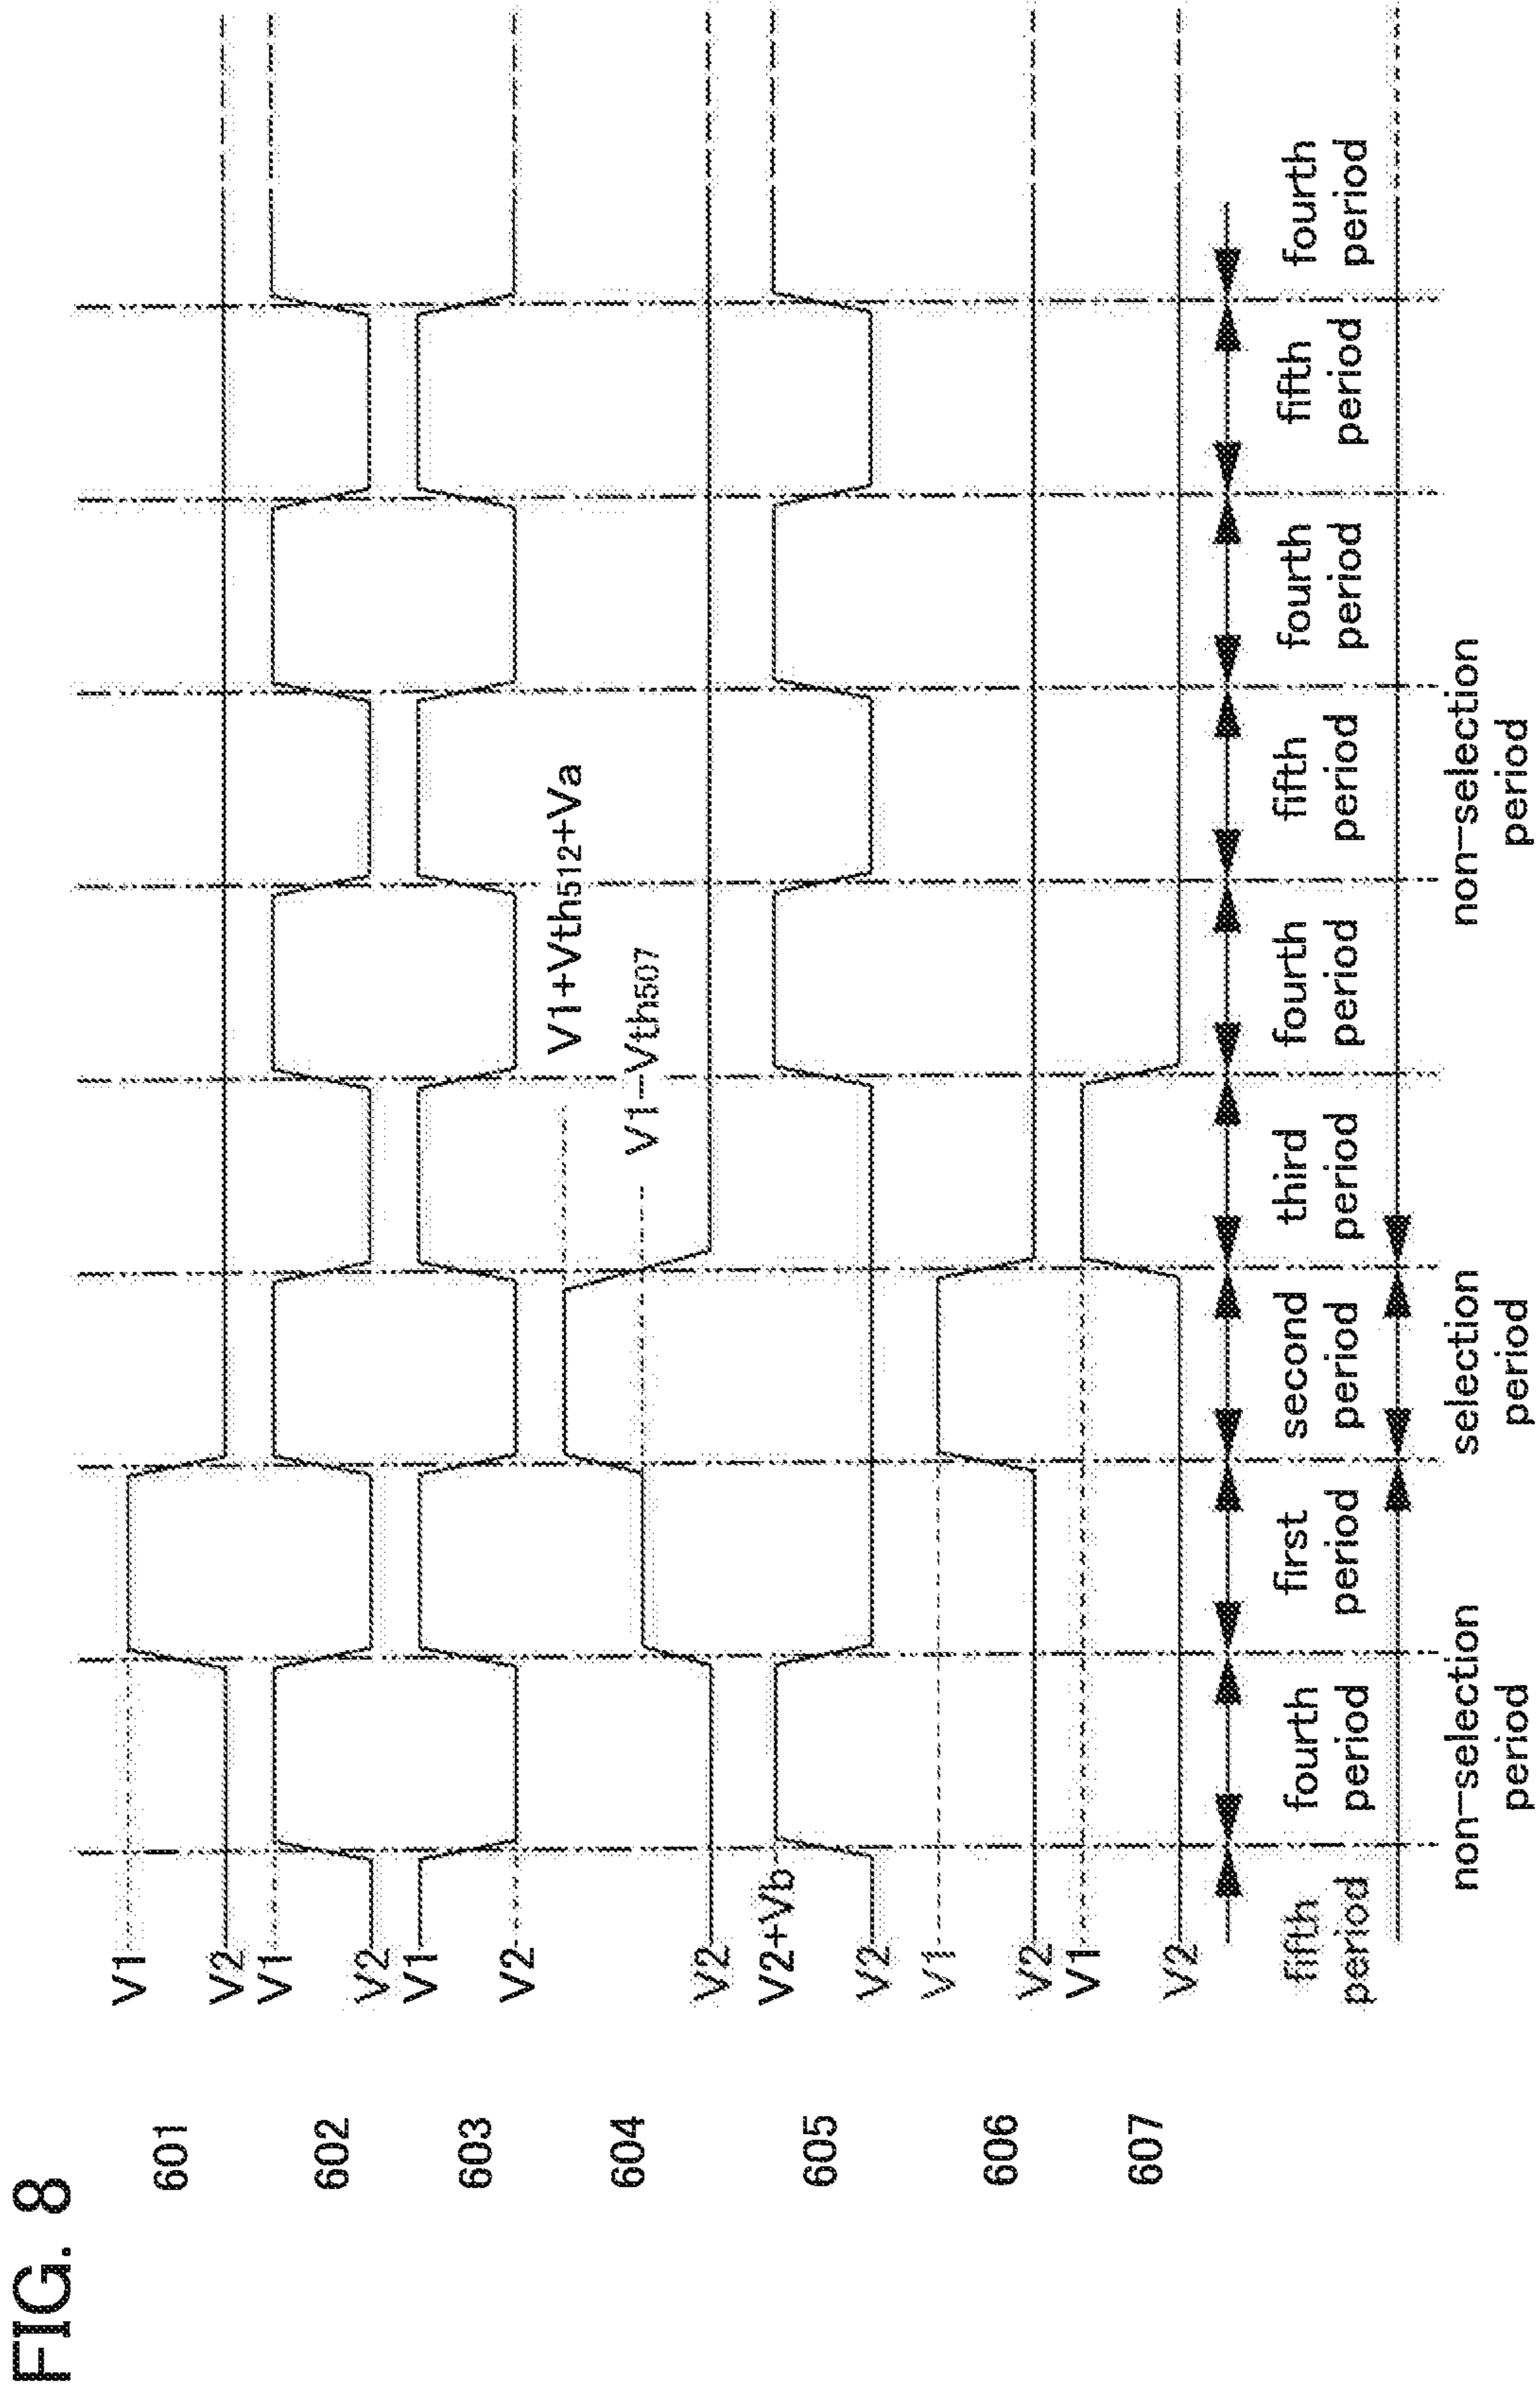 FIG. 8
601
V1
V2
602
V1
V2
603
V1
V2
604
V1+Vth512+Va
V1-Vth507
V2
605
V2+Vb
V2
606
V1
V2
607
V1
V2
fifth
period
fourth
period
first
period
second
period
third
period
fourth
period
fifth
period
fourth
period
fifth
period
fourth
period
non-selection
period
selection
period
non-selection
period